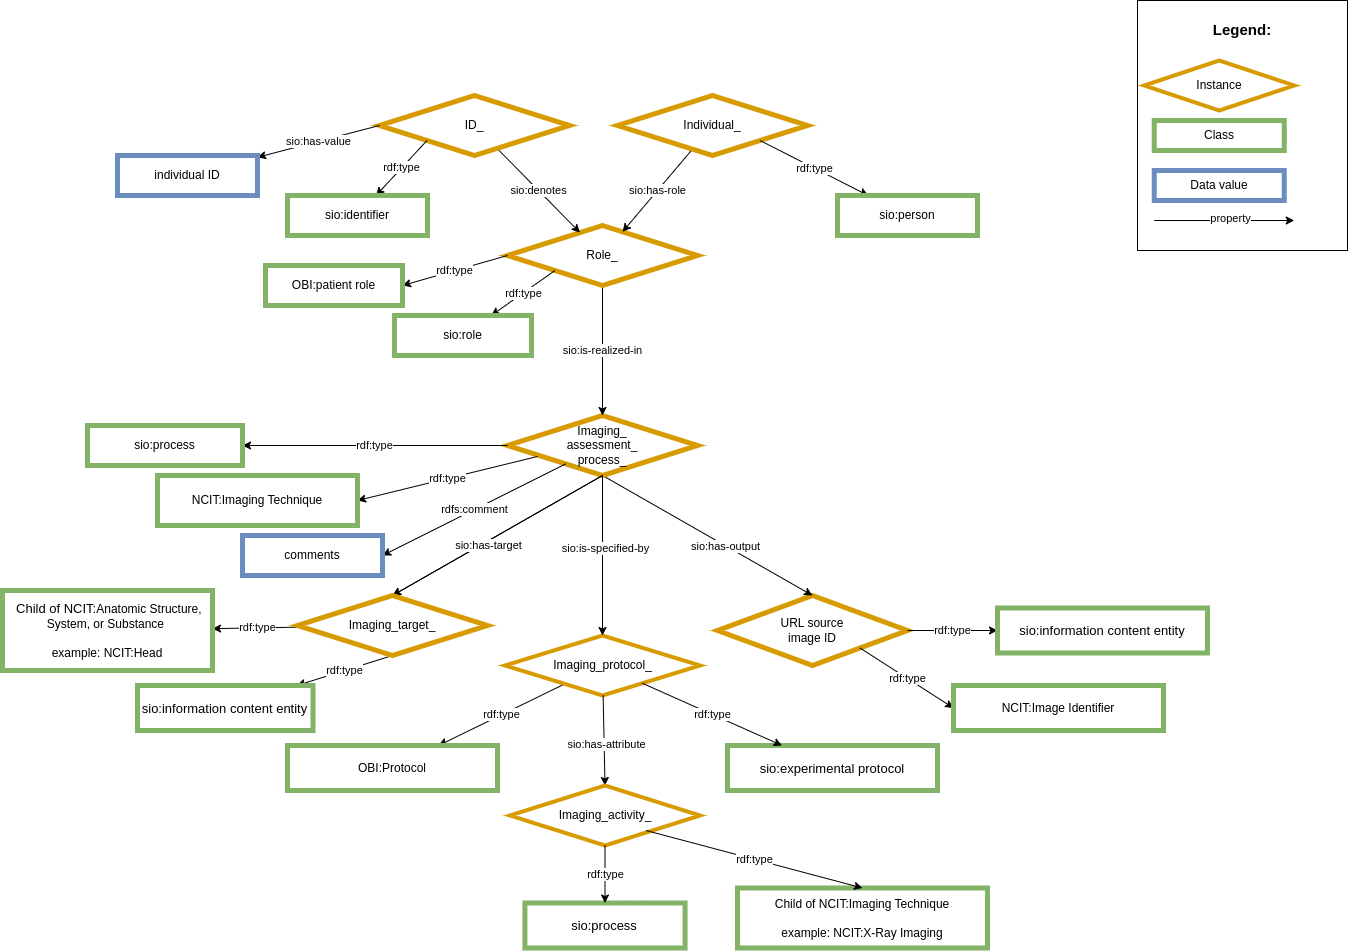 Legend:
Instance
Class
Data value
property
ID_
Individual_
sio:has-value
rdf:type
rdf:type
individual ID
sio:denotes
sio:has-role
sio:identifier
sio:person
Role_
rdf:type
OBI:patient role
rdf:type
sio:role
sio:is-realized-in
Imaging_
assessment_
process_
rdf:type
sio:process
rdf:type
NCIT:Imaging Technique
rdfs:comment
comments
sio:has-target
sio:is-specified-by
sio:has-output
Child of NCIT:Anatomic Structure,
System, or Substance
example: NCIT:Head
rdf:type
Imaging_target_
URL source
image ID
rdf:type
sio:information content entity
rdf:type
sio:information content entity
Imaging_protocol_
rdf:type
NCIT:Image Identifier
rdf:type
rdf:type
sio:has-attribute
OBI:Protocol
sio:experimental protocol
Imaging_activity_
rdf:type
rdf:type
sio:process
Child of NCIT:Imaging Technique
example: NCIT:X-Ray Imaging